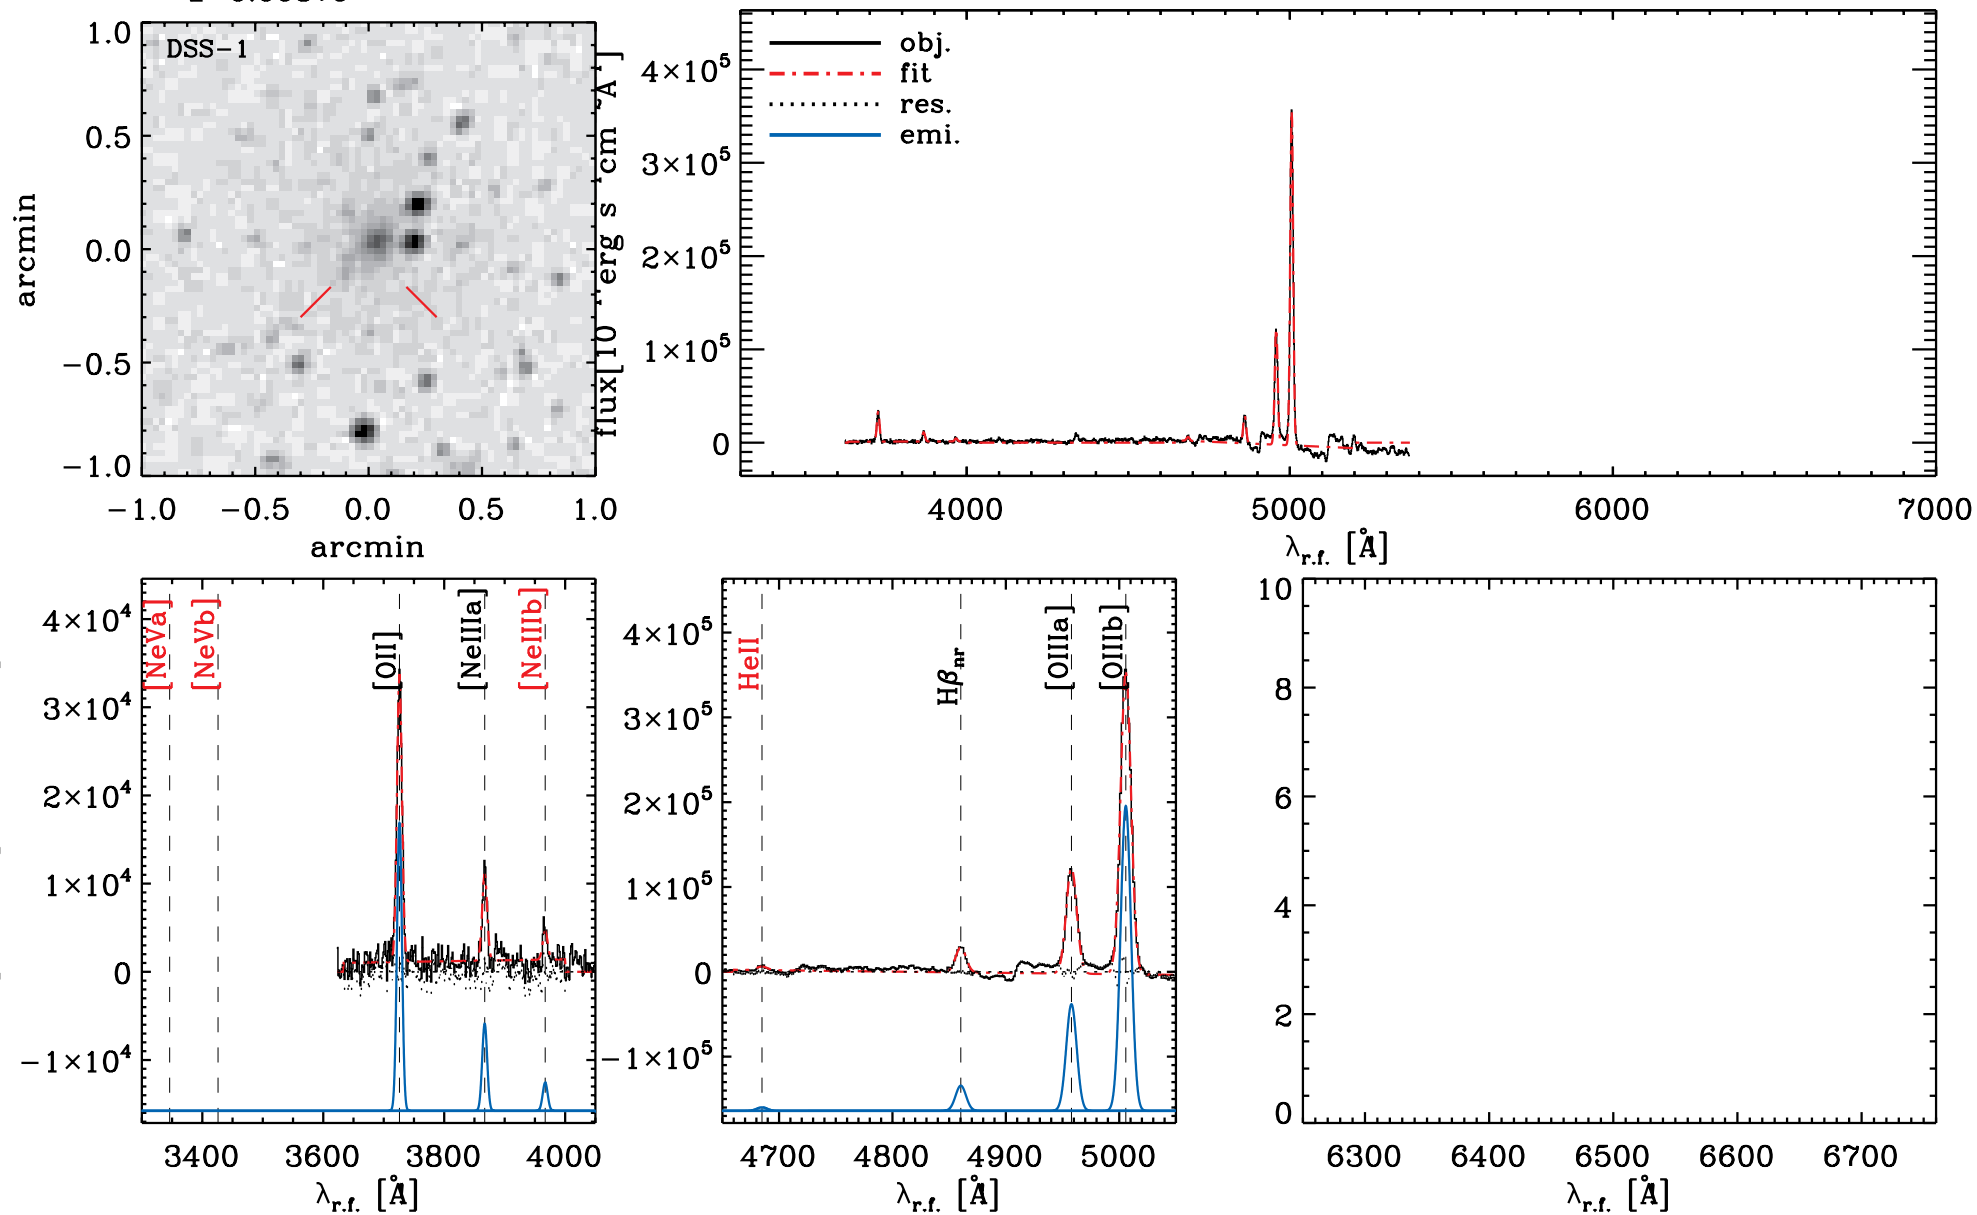 DSS-1
1.0
0.5
0.0
-0.5
-1.0
arcmin
-1.0 -0.5 0.0 0.5 1.0
arcmin
obj.
fit
res.
emi.
4×10⁵
3×10⁵
2×10⁵
1×10⁵
0
4000 5000 6000 7000
λr.f. [Å]
[NeVa]
[NeVb]
[OII]
[NeIIIa]
[NeIIIb]
4×10⁴
3×10⁴
2×10⁴
1×10⁴
0
-1×10⁴
3400 3600 3800 4000
λr.f. [Å]
HeII
Hβnr
[OIIIa]
[OIIIb]
4×10⁵
3×10⁵
2×10⁵
1×10⁵
0
-1×10⁵
4700 4800 4900 5000
λr.f. [Å]
10
8
6
4
2
0
6300 6400 6500 6600 6700
λr.f. [Å]